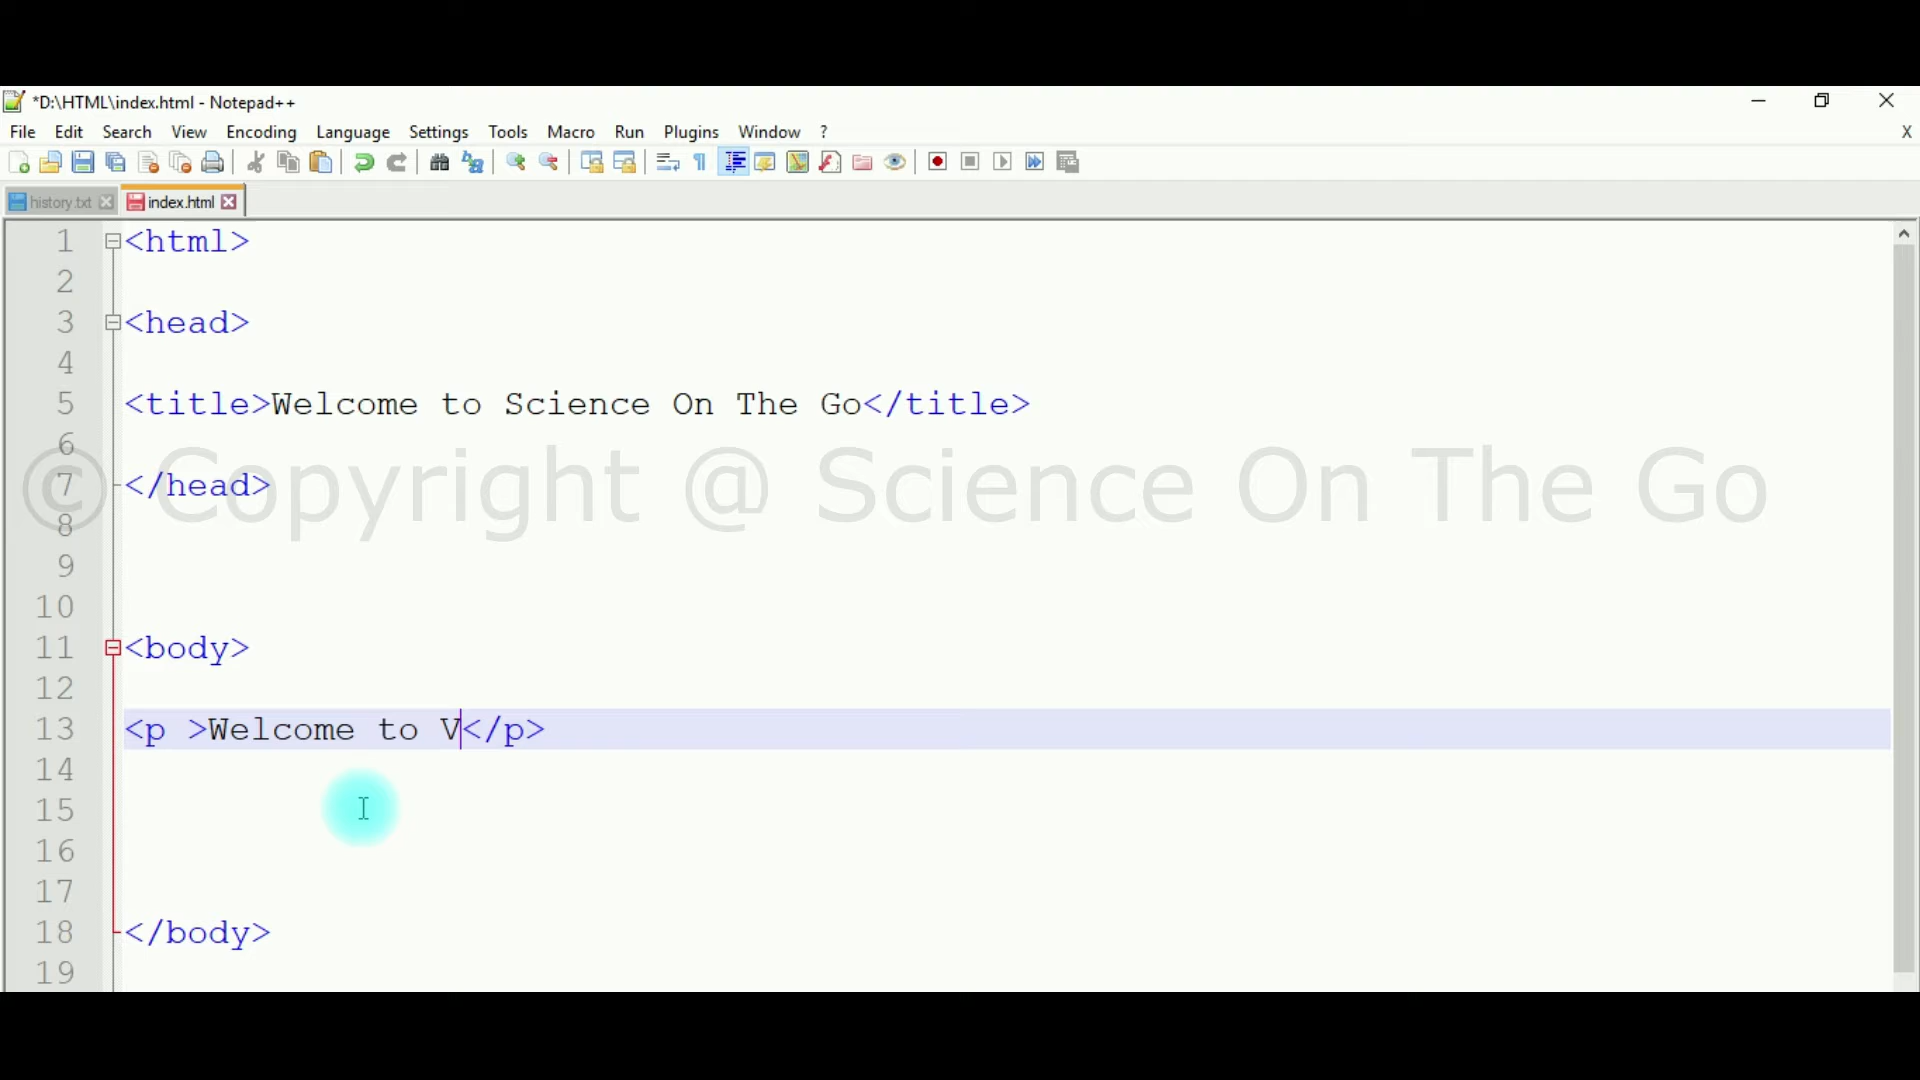 *D:\HTML\index.html - Notepad++
File Edit Search View Encoding Language Settings Tools Macro Run Plugins Window ? X
history.txt index.html
1 <html>
2
3 <head>
4
5 <title>Welcome to Science On The Go</title>
6
© Copyright @ Science On The Go
7 </head>
8
9
10
11 <body>
12
13 <p >Welcome to V</p>
14
15
16
17
18 </body>
19